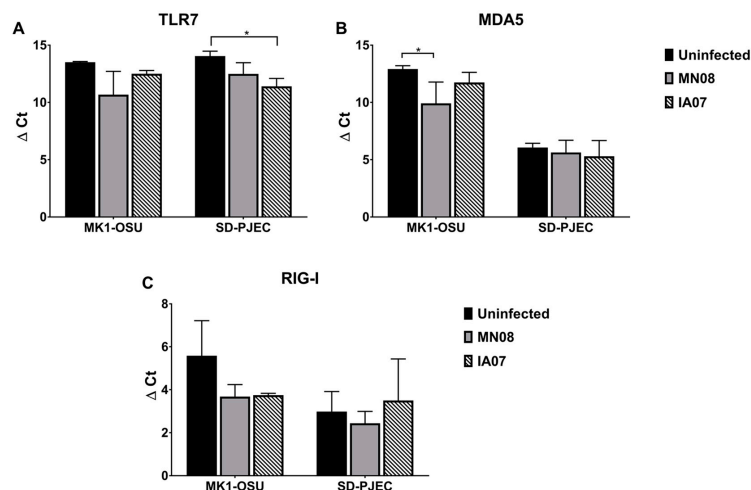 A
TLR7
15
10
5
0
Δ Ct
*
MK1-OSU
SD-PJEC
B
MDA5
15
10
5
0
Δ Ct
*
MK1-OSU
SD-PJEC
Uninfected
MN08
IA07
C
RIG-I
8
6
4
2
0
Δ Ct
MK1-OSU
SD-PJEC
Uninfected
MN08
IA07